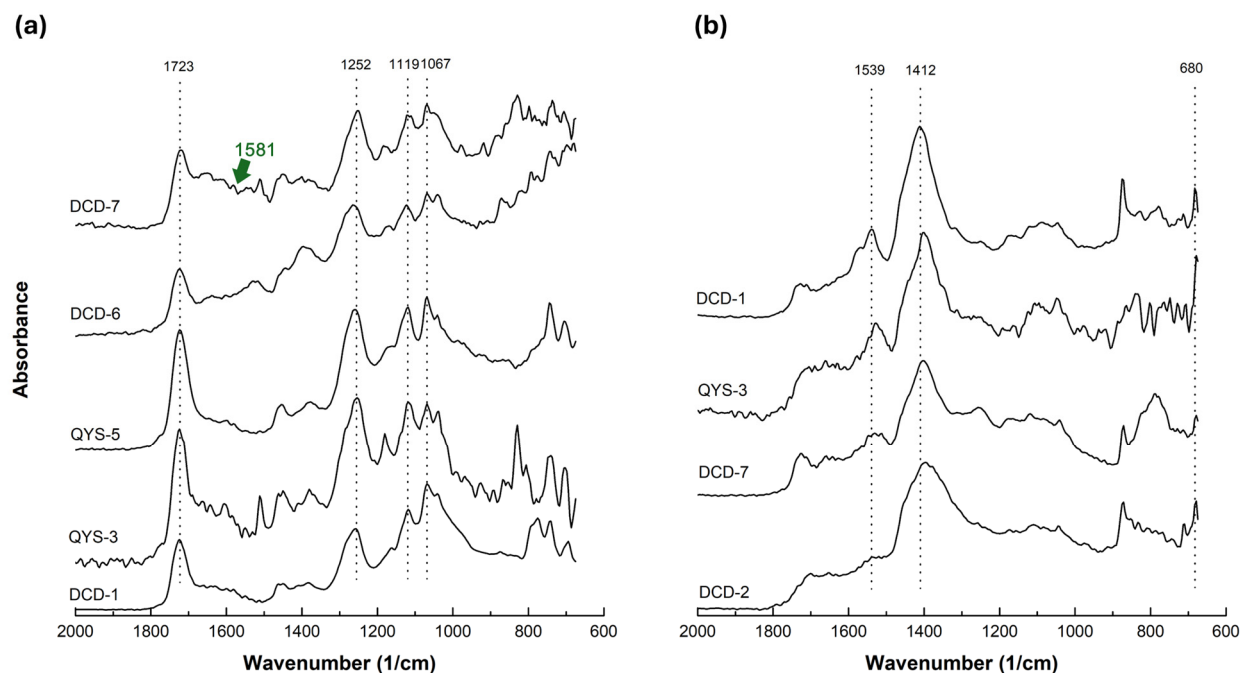 (a)
1723
1252
1119
1067
1581
DCD-7
DCD-6
QYS-5
QYS-3
DCD-1
Absorbance
2000
1800
1600
1400
1200
1000
800
600
Wavenumber (1/cm)
(b)
1539
1412
680
DCD-1
QYS-3
DCD-7
DCD-2
2000
1800
1600
1400
1200
1000
800
600
Wavenumber (1/cm)